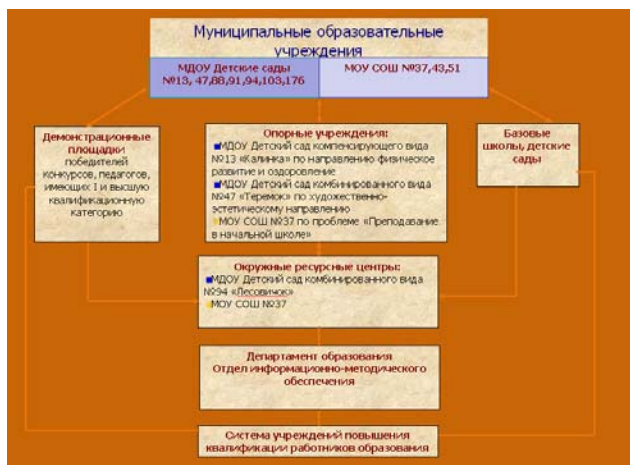 Муниципальные образовательные
учреждения
МДОУ Детские сады
№13, 47,88,91,94,103,176
МОУ СОШ №37,43,51
Демонстрационные
площадки
победителей
конкурсов, педагогов,
имеющих I и высшую
квалификационную
категорию
Опорные учреждения:
МДОУ Детский сад компенсирующего вида
№13 «Калинка» по направлению физическое
развитие и оздоровление
МДОУ Детский сад комбинированного вида
№47 «Теремок» по художественно-
эстетическому направлению
МОУ СОШ №37 по проблеме «Преподавание
в начальной школе»
Базовые
школы, детские
сады
Окружные ресурсные центры:
МДОУ Детский сад комбинированного вида
№94 «Лесовичок»
МОУ СОШ №37
Департамент образования
Отдел информационно-методического
обеспечения
Система учреждений повышения
квалификации работников образования